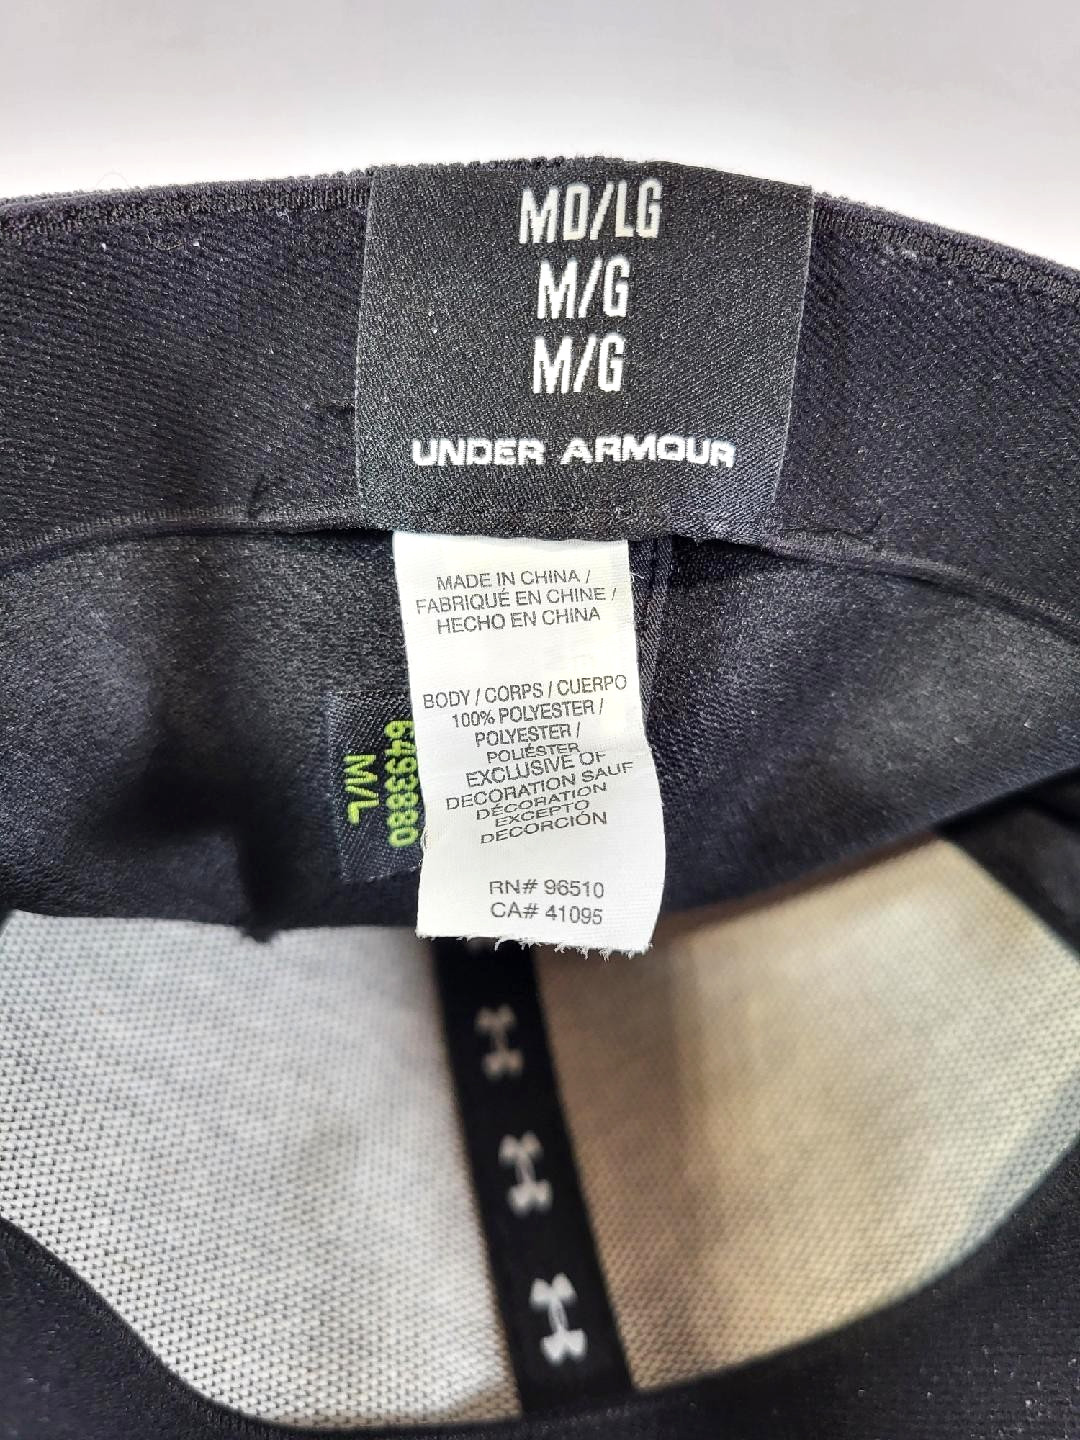 MD/LG
M/G
M/G
UNDER ARMOUR
MADE IN CHINA /
FABRIQUÉ EN CHINE /
HECHO EN CHINA
BODY / CORPS / CUERPO
100% POLYESTER /
POLYESTER /
POLIÉSTER
EXCLUSIVE OF
DECORATION SAUF
DÉCORATION
EXCEPTO
DECORCIÓN
RN# 96510
CA# 41095
6493880
M/L